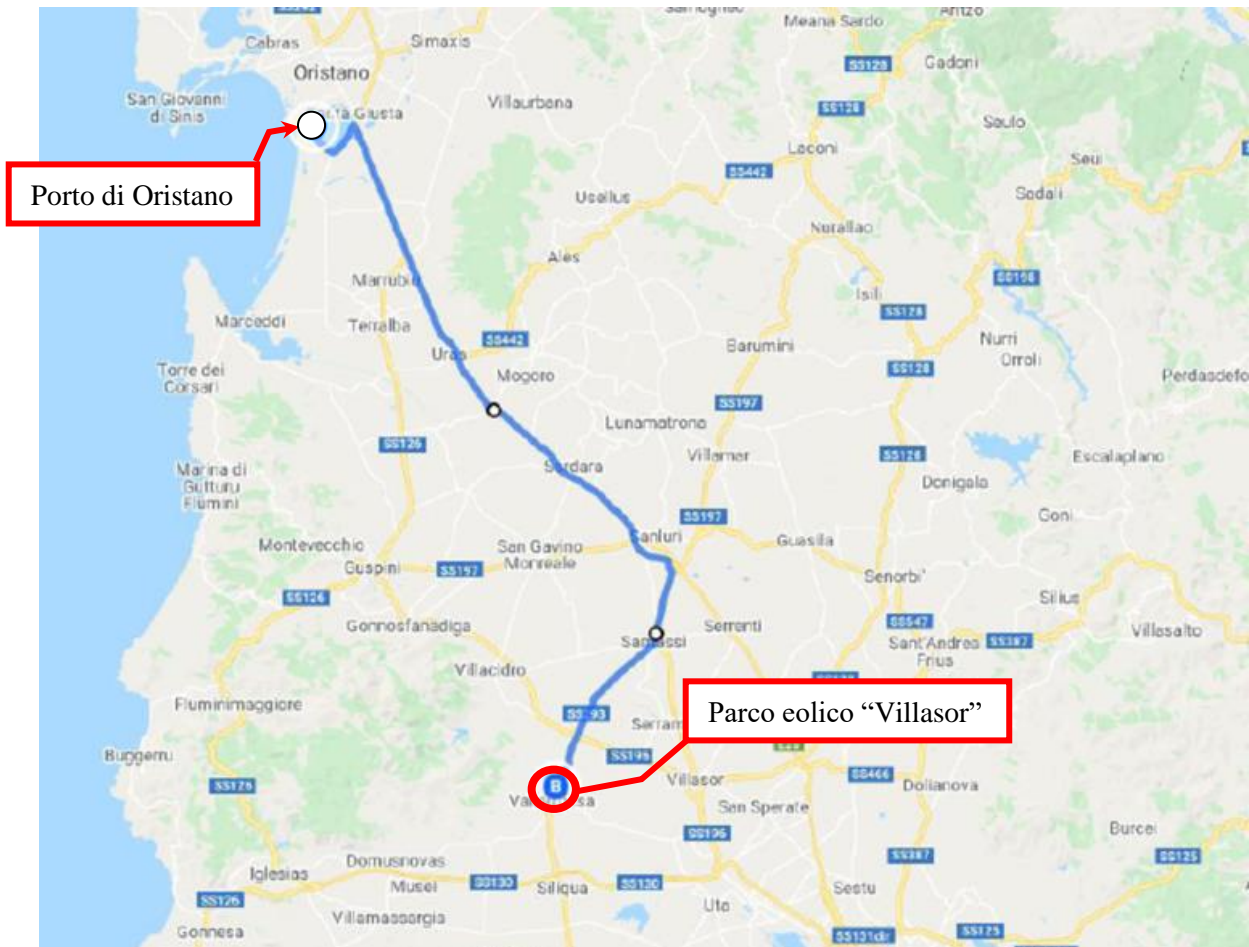 Meana Sardo
Cabras
Simaxis
SS128
Gadoni
Oristano
San Giovanni
di Sinis
Giusta
Villaurbana
SS128
Seulo
Laconi
Seui
SS442
Porto di Oristano
Usellus
Sadali
Nurallao
Ales
Marrubiu
SS198
Isili
Marceddi
Terralba
SS128
SS442
Nurri
Uras
Barumini
Orroli
Torre dei
Corsari
Mogoro
SS128
Perdasdefo
SS197
Lunamatrona
SS126
Villamar
SS128
Escalaplano
Marina di
Gutturu
Flumini
Sardara
Donigala
SS197
Goni
Montevecchio
San Gavino
Monreale
Sanluri
Guasila
Guspini
SS197
Senorbi'
SS126
Silius
Gonnosfanadiga
Serrenti
SS547
Samassi
Sant'Andrea
Frius
SS387
Villasalto
Villacidro
Fluminimaggiore
SS293
Parco eolico “Villasor”
Serram
Buggerru
SS196
B
Villasor
SS466
Dolianova
SS126
San Sperate
SS196
Burcei
Domusnovas
SS387
SS125
Iglesias
Musei
SS130
Siliqua
SS130
Sestu
SS126
Uta
Villamassargia
Gonnesa
SS131dir
SS125